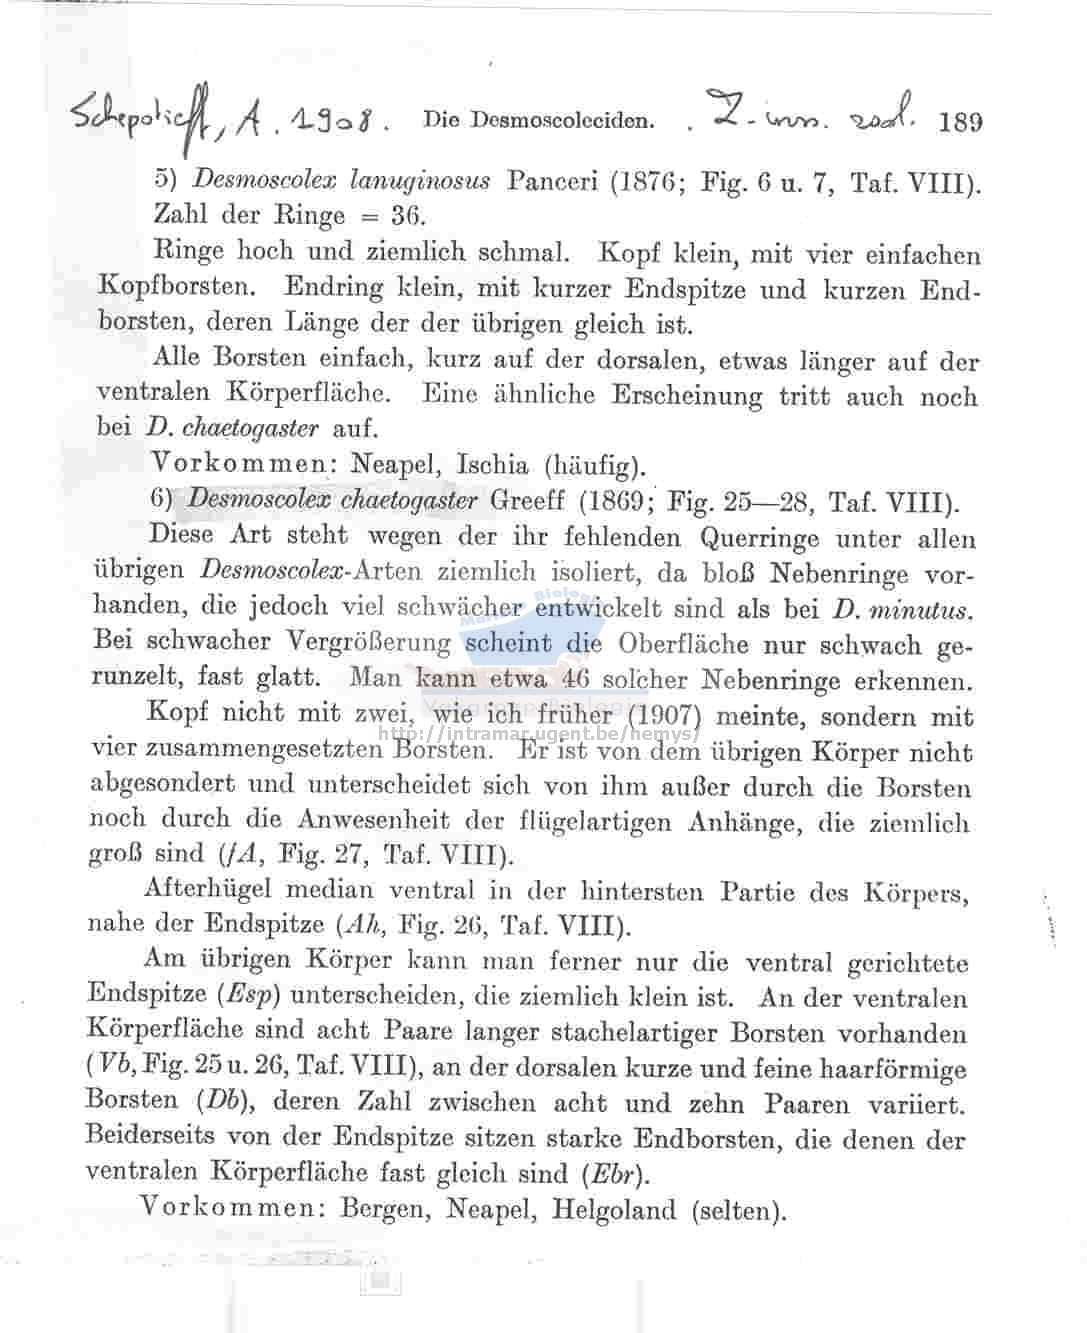 Schepotieff, A. 1908. Die Desmoscoleciden. Z. wiss. zool. 189
5) Desmoscolex lanuginosus Panceri (1876; Fig. 6 u. 7, Taf. VIII).
Zahl der Ringe = 36.
Ringe hoch und ziemlich schmal. Kopf klein, mit vier einfachen
Kopfborsten. Endring klein, mit kurzer Endspitze und kurzen End-
borsten, deren Länge der der übrigen gleich ist.
Alle Borsten einfach, kurz auf der dorsalen, etwas länger auf der
ventralen Körperfläche. Eine ähnliche Erscheinung tritt auch noch
bei D. chaetogaster auf.
Vorkommen: Neapel, Ischia (häufig).
6) Desmoscolex chaetogaster Greeff (1869; Fig. 25—28, Taf. VIII).
Diese Art steht wegen der ihr fehlenden Querringe unter allen
übrigen Desmoscolex-Arten ziemlich isoliert, da bloß Nebenringe vor-
handen, die jedoch viel schwächer entwickelt sind als bei D. minutus.
Bei schwacher Vergrößerung scheint die Oberfläche nur schwach ge-
runzelt, fast glatt. Man kann etwa 46 solcher Nebenringe erkennen.
Kopf nicht mit zwei, wie ich früher (1907) meinte, sondern mit
http://intramar.ugent.be/nemys/
vier zusammengesetzten Borsten. Er ist von dem übrigen Körper nicht
abgesondert und unterscheidet sich von ihm außer durch die Borsten
noch durch die Anwesenheit der flügelartigen Anhänge, die ziemlich
groß sind (fA, Fig. 27, Taf. VIII).
Afterhügel median ventral in der hintersten Partie des Körpers,
nahe der Endspitze (Ah, Fig. 26, Taf. VIII).
Am übrigen Körper kann man ferner nur die ventral gerichtete
Endspitze (Esp) unterscheiden, die ziemlich klein ist. An der ventralen
Körperfläche sind acht Paare langer stachelartiger Borsten vorhanden
(Vb, Fig. 25 u. 26, Taf. VIII), an der dorsalen kurze und feine haarförmige
Borsten (Db), deren Zahl zwischen acht und zehn Paaren variiert.
Beiderseits von der Endspitze sitzen starke Endborsten, die denen der
ventralen Körperfläche fast gleich sind (Ebr).
Vorkommen: Bergen, Neapel, Helgoland (selten).